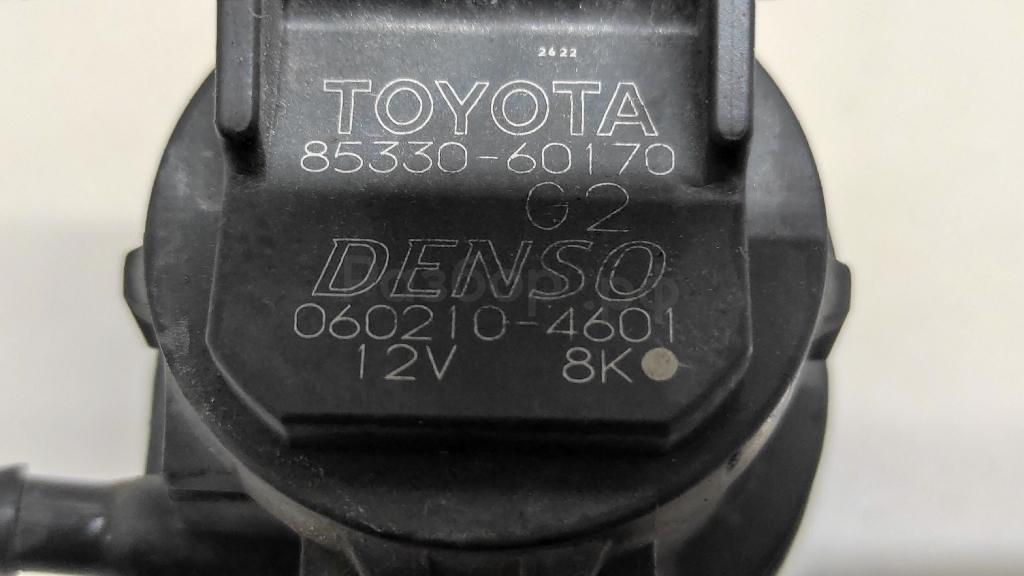 2622
TOYOTA
85330-60170
G2
DENSO
060210-4601
12V 8K